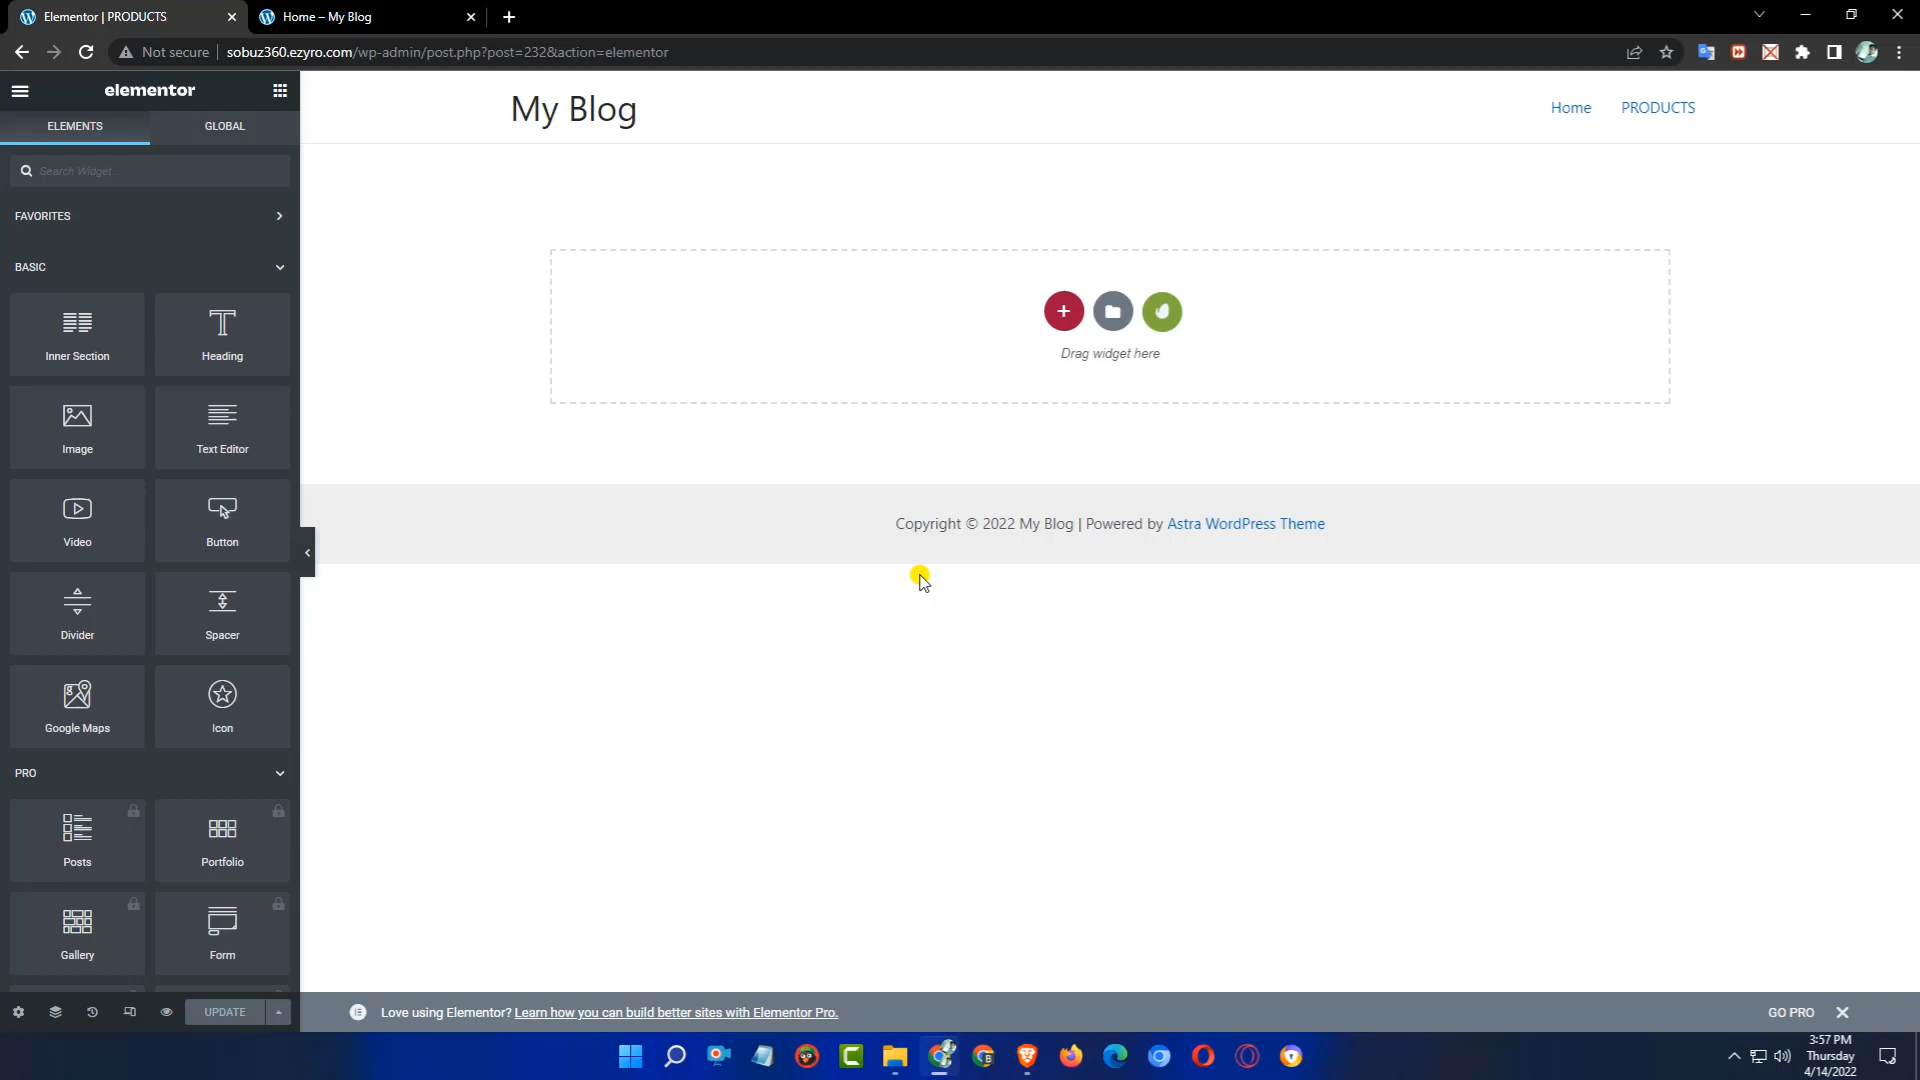 Elementor | PRODUCTS
Home – My Blog
Not secure
sobuz360.ezyro.com/wp-admin/post.php?post=232&action=elementor
elementor
ELEMENTS
GLOBAL
Search Widget...
FAVORITES
BASIC
Inner Section
Heading
Image
Text Editor
Video
Button
Divider
Spacer
Google Maps
Icon
PRO
Posts
Portfolio
Gallery
Form
UPDATE
My Blog
Home
PRODUCTS
Drag widget here
Copyright © 2022 My Blog | Powered by Astra WordPress Theme
Love using Elementor? Learn how you can build better sites with Elementor Pro.
GO PRO
3:57 PM
Thursday
4/14/2022